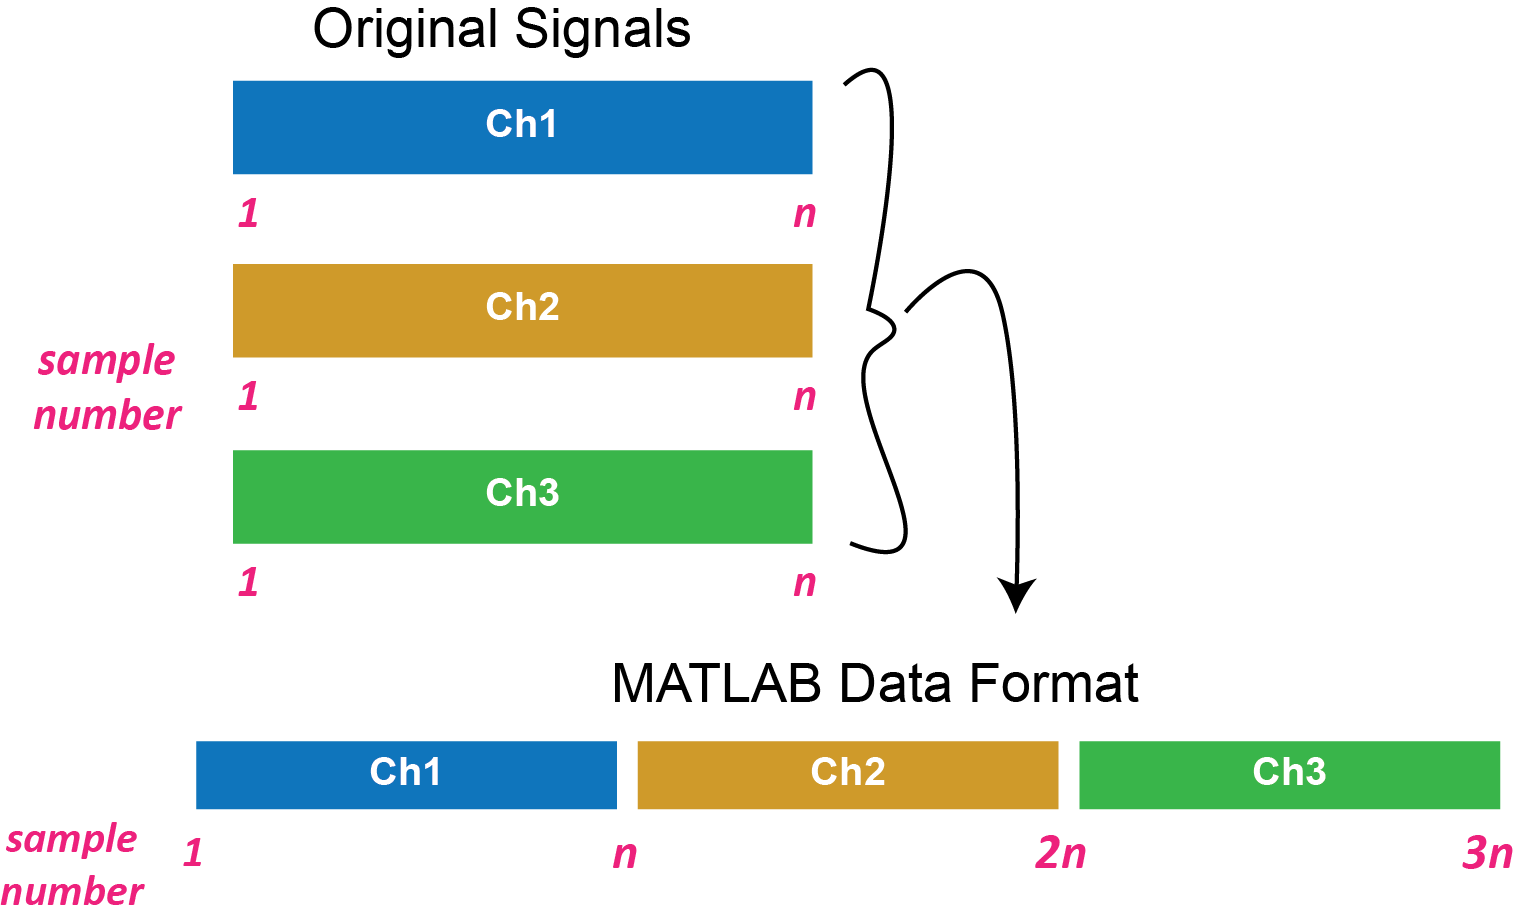 Original Signals
Ch1
1 n
Ch2
sample
number
1 n
Ch3
1 n
MATLAB Data Format
Ch1 Ch2 Ch3
sample
number
1 n 2n 3n